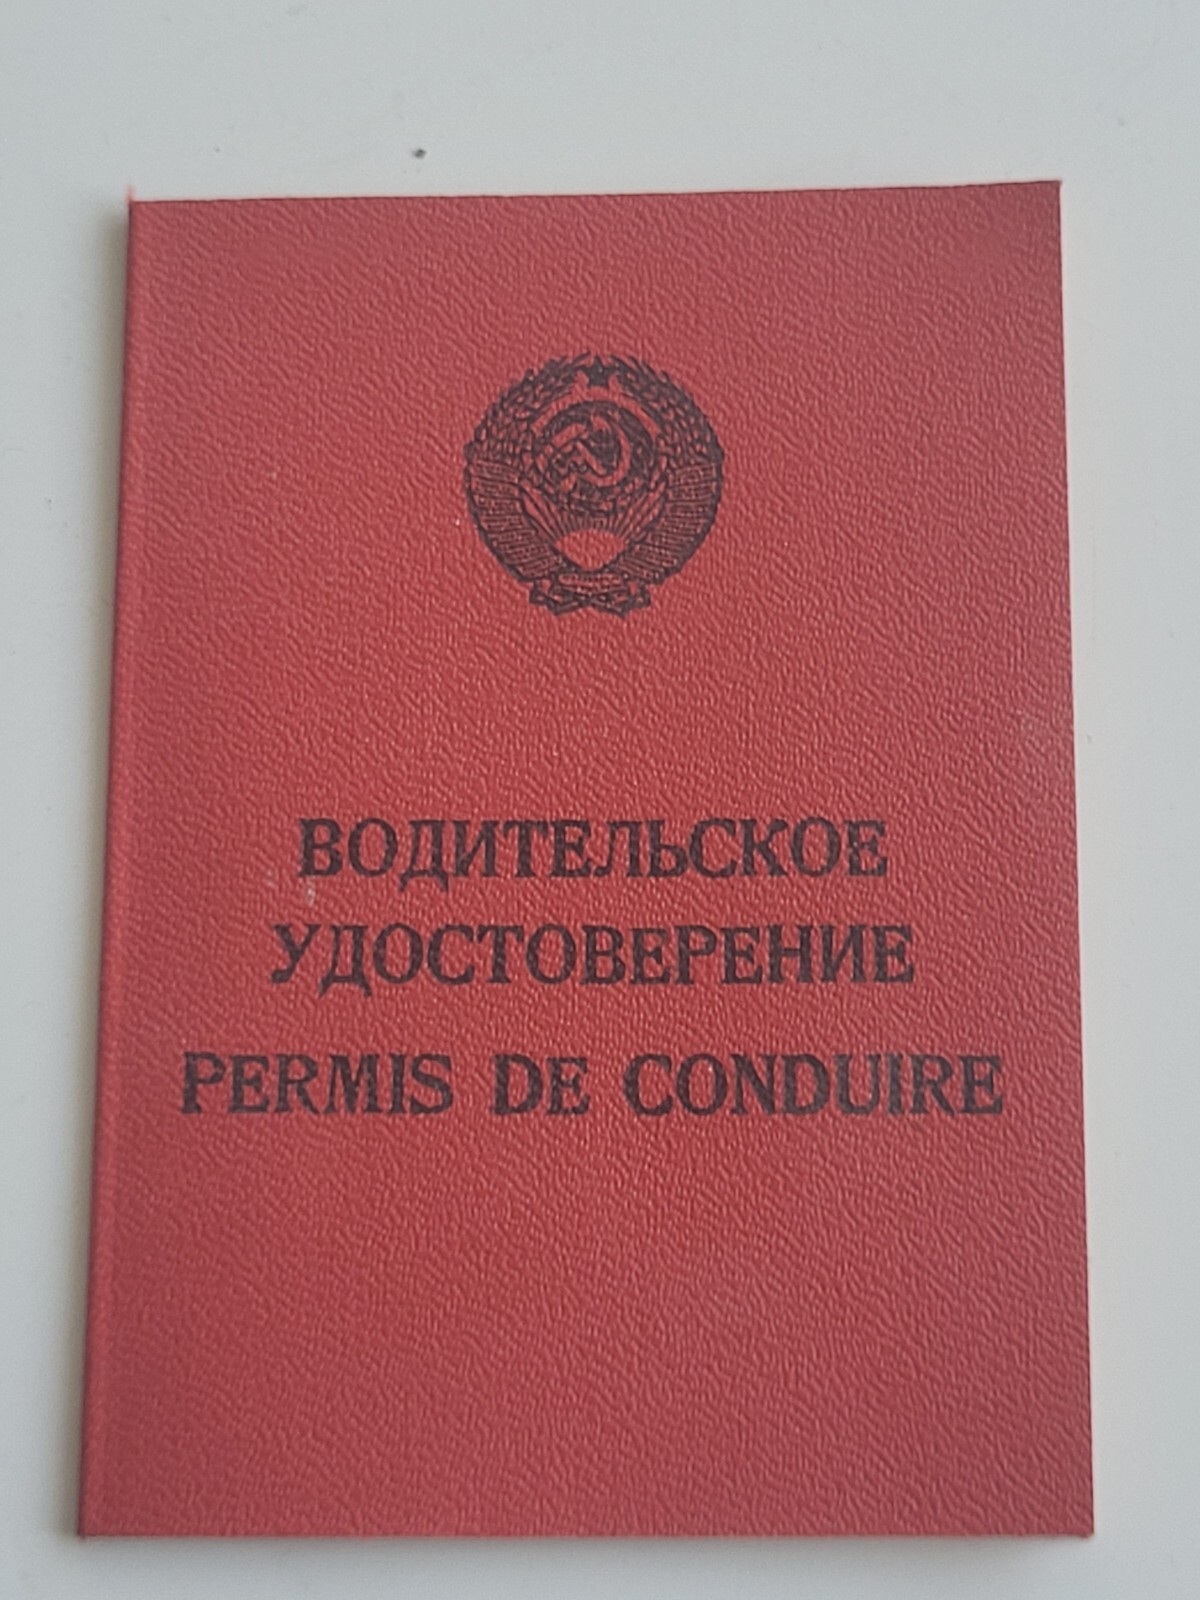 ВОДИТЕЛЬСКОЕ
УДОСТОВЕРЕНИЕ
PERMIS DE CONDUIRE